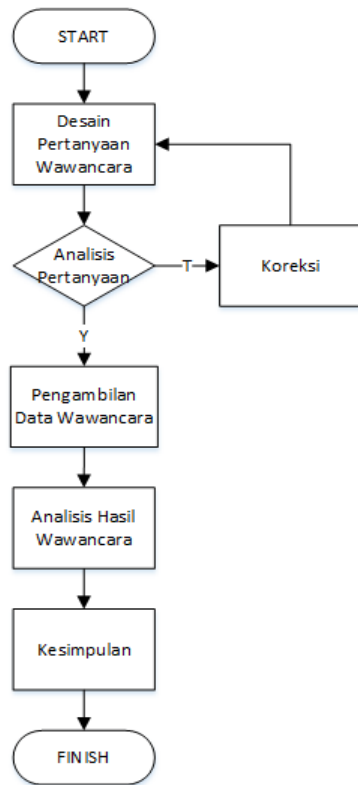 START
Desain
Pertanyaan
Wawancara
Analisis
Pertanyaan
T
Koreksi
Y
Pengambilan
Data Wawancara
Analisis Hasil
Wawancara
Kesimpulan
FINISH